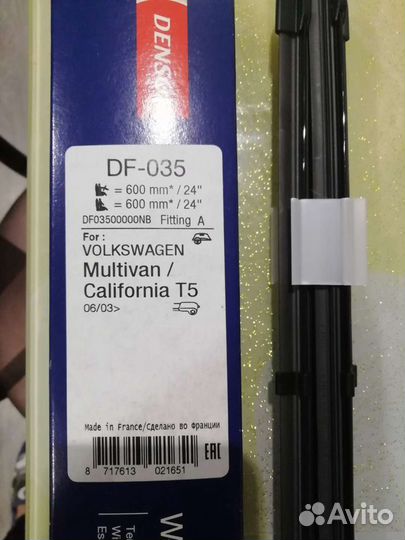 DENSO
DF-035
= 600 mm* / 24"
= 600 mm* / 24"
DF03500000NB Fitting A
For :
VOLKSWAGEN
Multivan /
California T5
06/03>
Made in France/Сделано во Франции
8 717613 021651
EAC
Avito